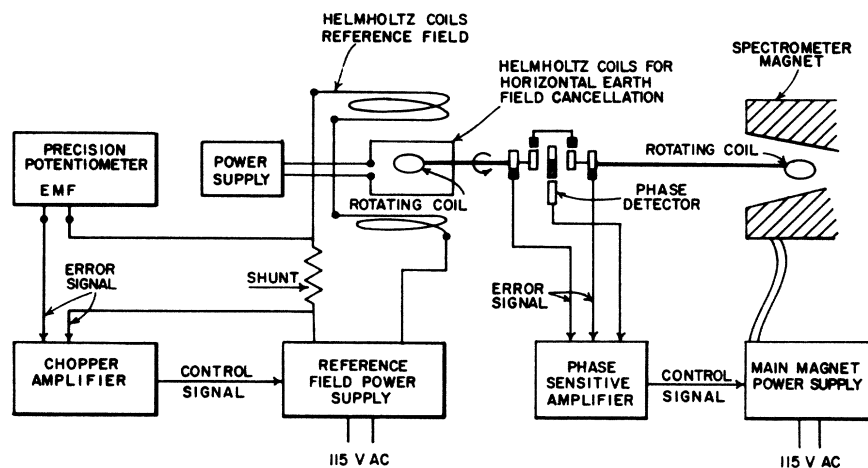 HELMHOLTZ COILS
REFERENCE FIELD
HELMHOLTZ COILS FOR
HORIZONTAL EARTH
FIELD CANCELLATION
SPECTROMETER
MAGNET
PRECISION
POTENTIOMETER
EMF
POWER
SUPPLY
ROTATING COIL
PHASE
DETECTOR
ROTATING COIL
ERROR
SIGNAL
SHUNT
ERROR
SIGNAL
CHOPPER
AMPLIFIER
CONTROL
SIGNAL
REFERENCE
FIELD POWER
SUPPLY
PHASE
SENSITIVE
AMPLIFIER
CONTROL
SIGNAL
MAIN MAGNET
POWER SUPPLY
115 V AC
115 V AC